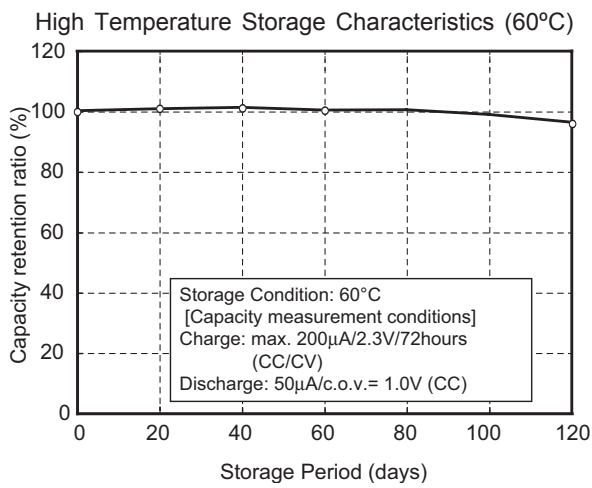 High Temperature Storage Characteristics (60ºC)
120
100
80
60
40
20
0
Capacity retention ratio (%)
Storage Condition: 60°C
[Capacity measurement conditions]
Charge: max. 200µA/2.3V/72hours
(CC/CV)
Discharge: 50µA/c.o.v.= 1.0V (CC)
0 20 40 60 80 100 120
Storage Period (days)